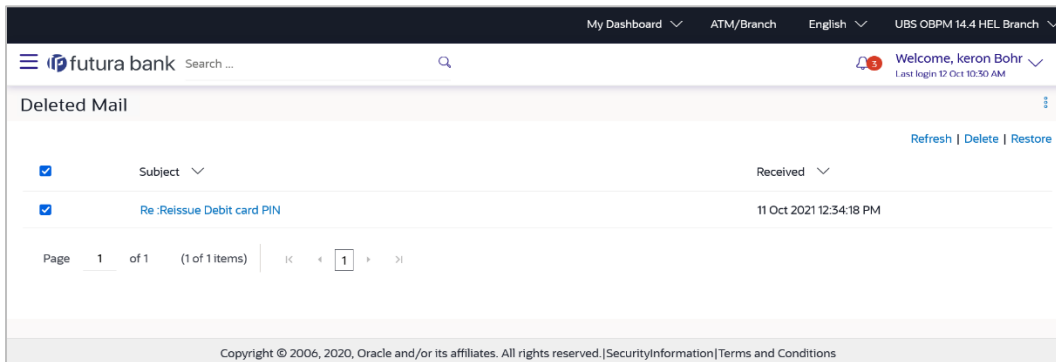 My Dashboard ATM/Branch English UBS OBPM 14.4 HEL Branch
futura bank Search ... 3 Welcome, keron Bohr
Last login 12 Oct 10:30 AM
Deleted Mail
Refresh | Delete | Restore
Subject Received
Re :Reissue Debit card PIN 11 Oct 2021 12:34:18 PM
Page 1 of 1 (1 of 1 items) 1
Copyright © 2006, 2020, Oracle and/or its affiliates. All rights reserved.|SecurityInformation|Terms and Conditions